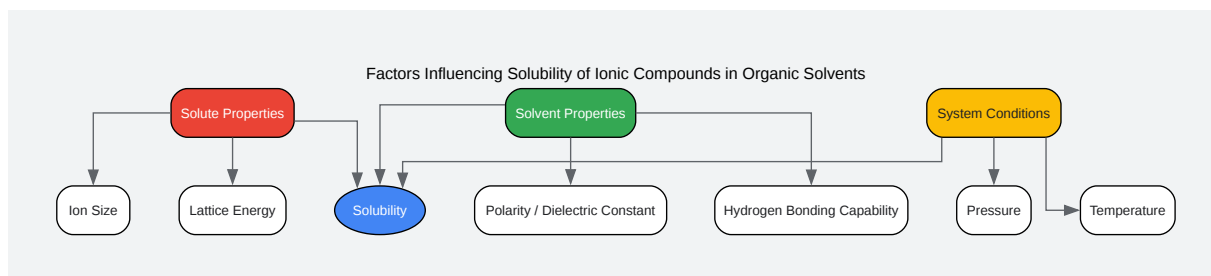 Factors Influencing Solubility of Ionic Compounds in Organic Solvents
Solute Properties
Solvent Properties
System Conditions
Ion Size
Lattice Energy
Solubility
Polarity / Dielectric Constant
Hydrogen Bonding Capability
Pressure
Temperature